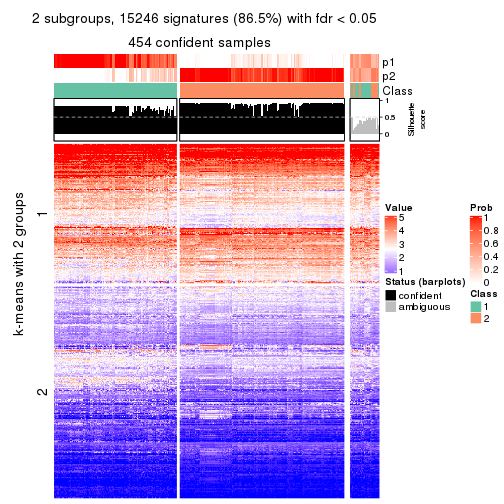 2 subgroups, 15246 signatures (86.5%) with fdr < 0.05
454 confident samples
p1
p2
Class
1
0.5
0
Silhouette
score
k-means with 2 groups
1
2
Value
5
4
3
2
1
Status (barplots)
confident
ambiguous
Prob
1
0.8
0.6
0.4
0.2
0
Class
1
2